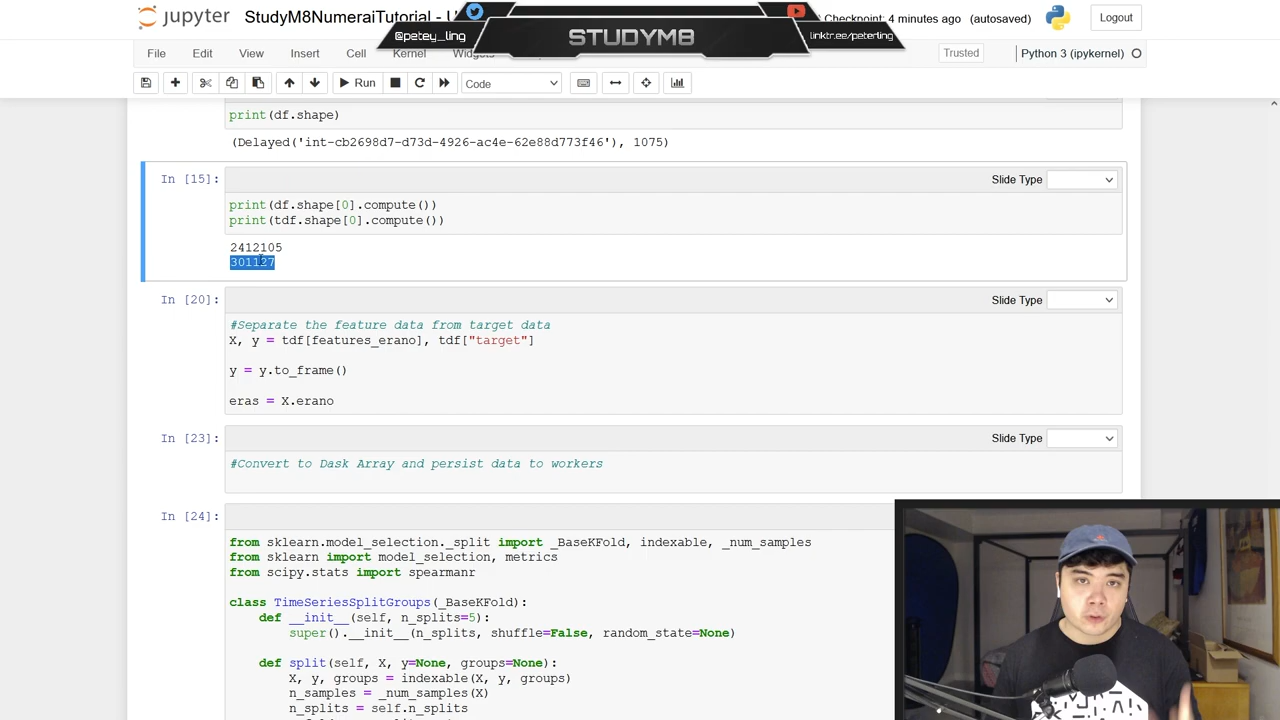 jupyter StudyM8NumeraiTutorial - U Checkpoint: 4 minutes ago (autosaved) Logout
@petey_ling STUDYM8 linktr.ee/peterling
File Edit View Insert Cell Kernel Widgets Trusted Python 3 (ipykernel)
Run Code
print(df.shape)
(Delayed('int-cb2698d7-d73d-4926-ac4e-62e88d773f46'), 1075)
In [15]: Slide Type
print(df.shape[0].compute())
print(tdf.shape[0].compute())
2412105
301127
In [20]: Slide Type
#Separate the feature data from target data
X, y = tdf[features_erano], tdf["target"]
y = y.to_frame()
eras = X.erano
In [23]: Slide Type
#Convert to Dask Array and persist data to workers
In [24]:
from sklearn.model_selection._split import _BaseKFold, indexable, _num_samples
from sklearn import model_selection, metrics
from scipy.stats import spearmanr
class TimeSeriesSplitGroups(_BaseKFold):
def __init__(self, n_splits=5):
super().__init__(n_splits, shuffle=False, random_state=None)
def split(self, X, y=None, groups=None):
X, y, groups = indexable(X, y, groups)
n_samples = _num_samples(X)
n_splits = self.n_splits